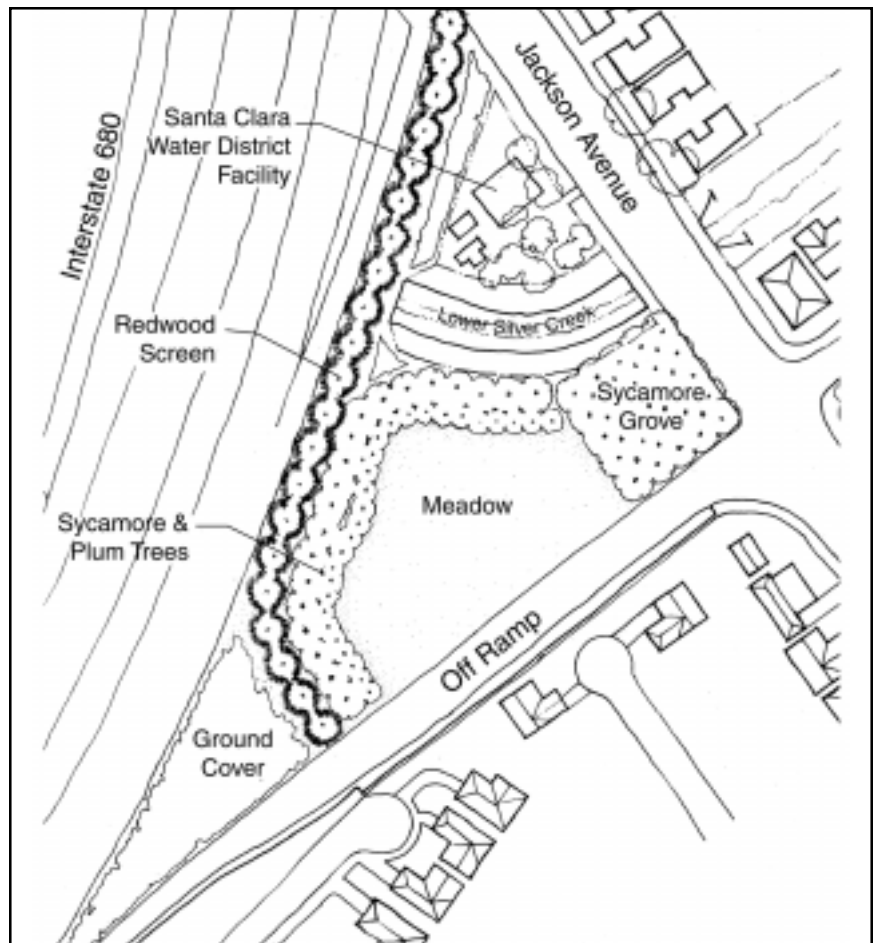 Jackson Avenue
Santa Clara
Water District
Facility
Interstate 680
Redwood
Screen
Lower Silver Creek
Sycamore
Grove
Meadow
Sycamore &
Plum Trees
Off Ramp
Ground
Cover